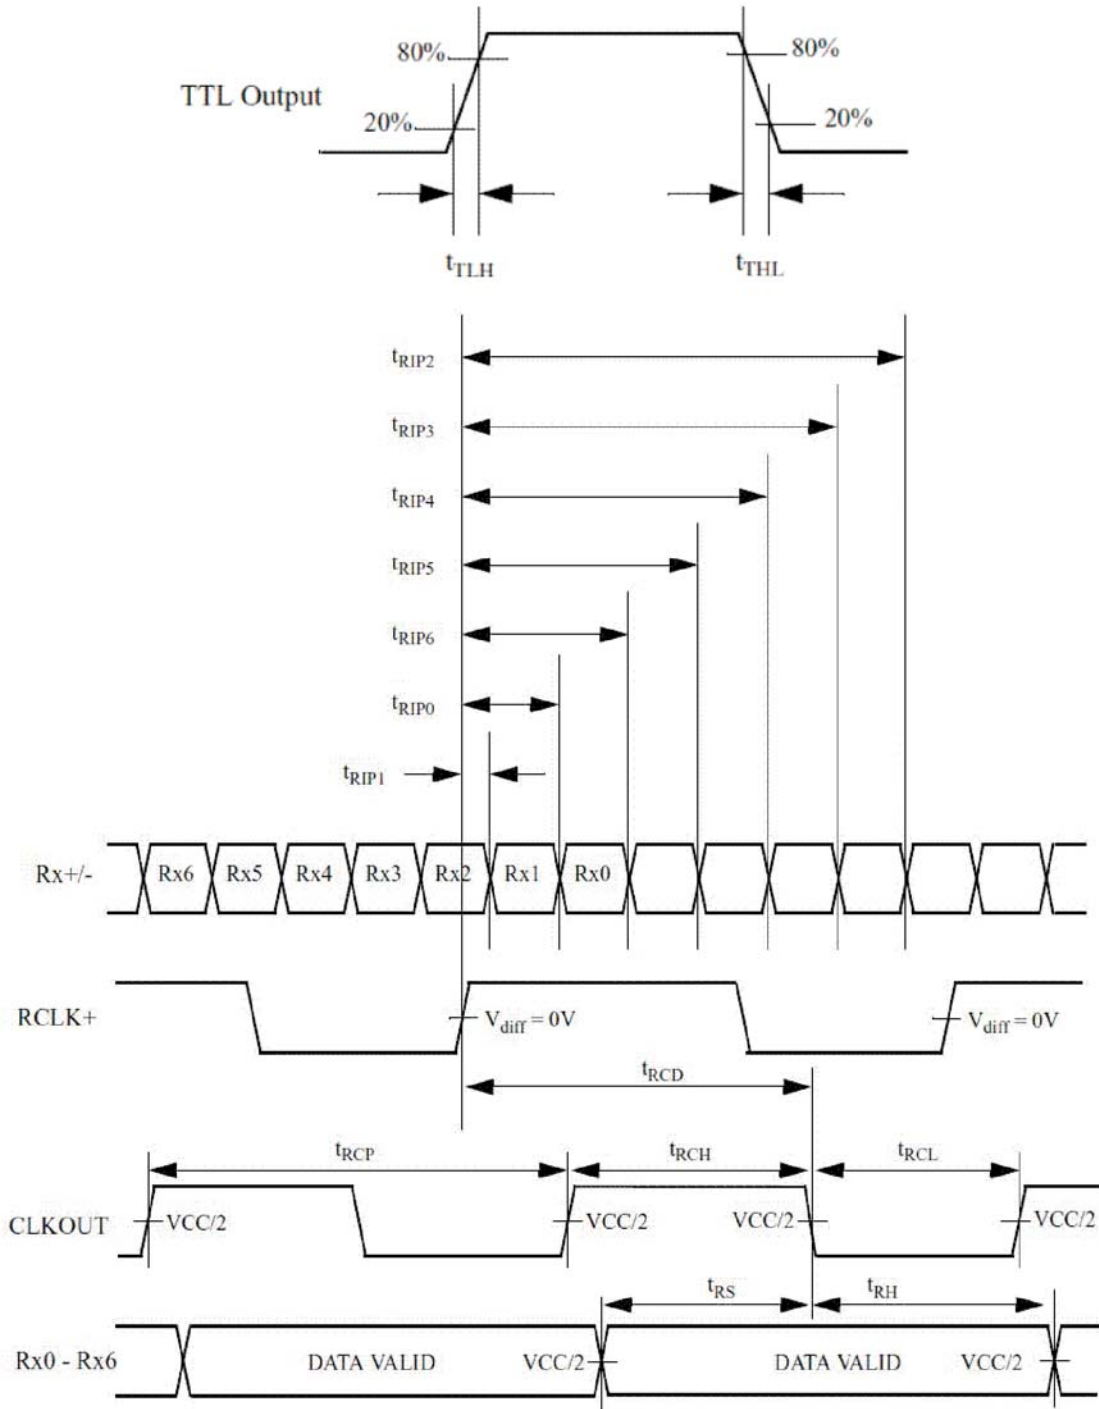 80%
80%
TTL Output
20%
20%
tTLH
tTHL
tRIP2
tRIP3
tRIP4
tRIP5
tRIP6
tRIP0
tRIP1
Rx+/-
Rx6 Rx5 Rx4 Rx3 Rx2 Rx1 Rx0
RCLK+
Vdiff = 0V
Vdiff = 0V
tRCD
tRCP
tRCH
tRCL
CLKOUT
VCC/2
VCC/2
VCC/2
VCC/2
tRS
tRH
Rx0 - Rx6
DATA VALID
VCC/2
DATA VALID
VCC/2